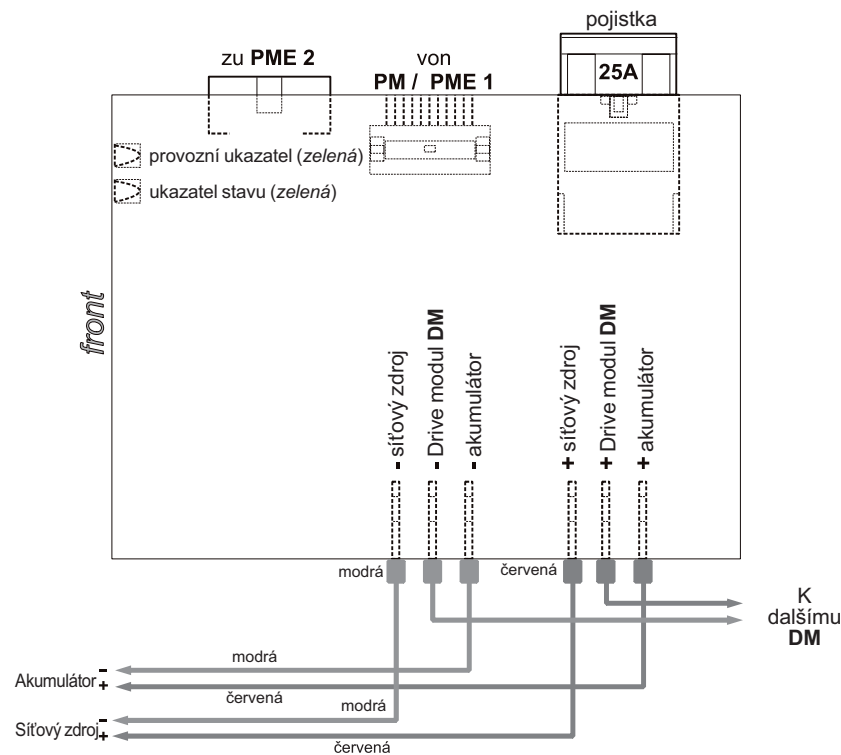 pojistka
zu PME 2
von
PM / PME 1
25A
provozní ukazatel (zelená)
ukazatel stavu (zelená)
front
- síťový zdroj
- Drive modul DM
- akumulátor
+ síťový zdroj
+ Drive modul DM
+ akumulátor
modrá
červená
K
dalšímu
DM
modrá
Akumulátor -
+
červená
modrá
Síťový zdroj -
+
červená